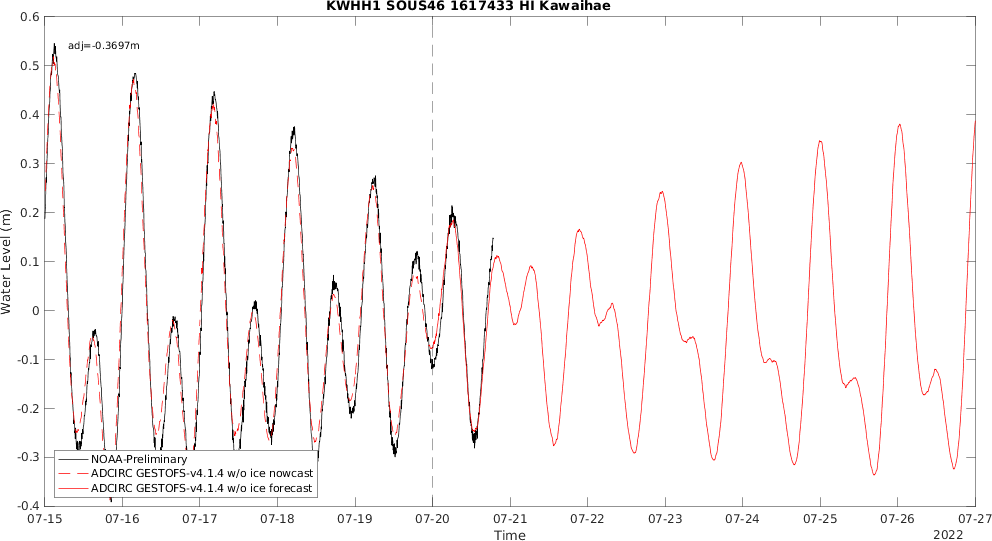 KWHH1 SOUS46 1617433 HI Kawaihae
adj=-0.3697m
0.6
0.5
0.4
0.3
0.2
0.1
0
-0.1
-0.2
-0.3
-0.4
Water Level (m)
NOAA-Preliminary
ADCIRC GESTOFS-v4.1.4 w/o ice nowcast
ADCIRC GESTOFS-v4.1.4 w/o ice forecast
07-15 07-16 07-17 07-18 07-19 07-20 07-21 07-22 07-23 07-24 07-25 07-26 07-27
Time
2022